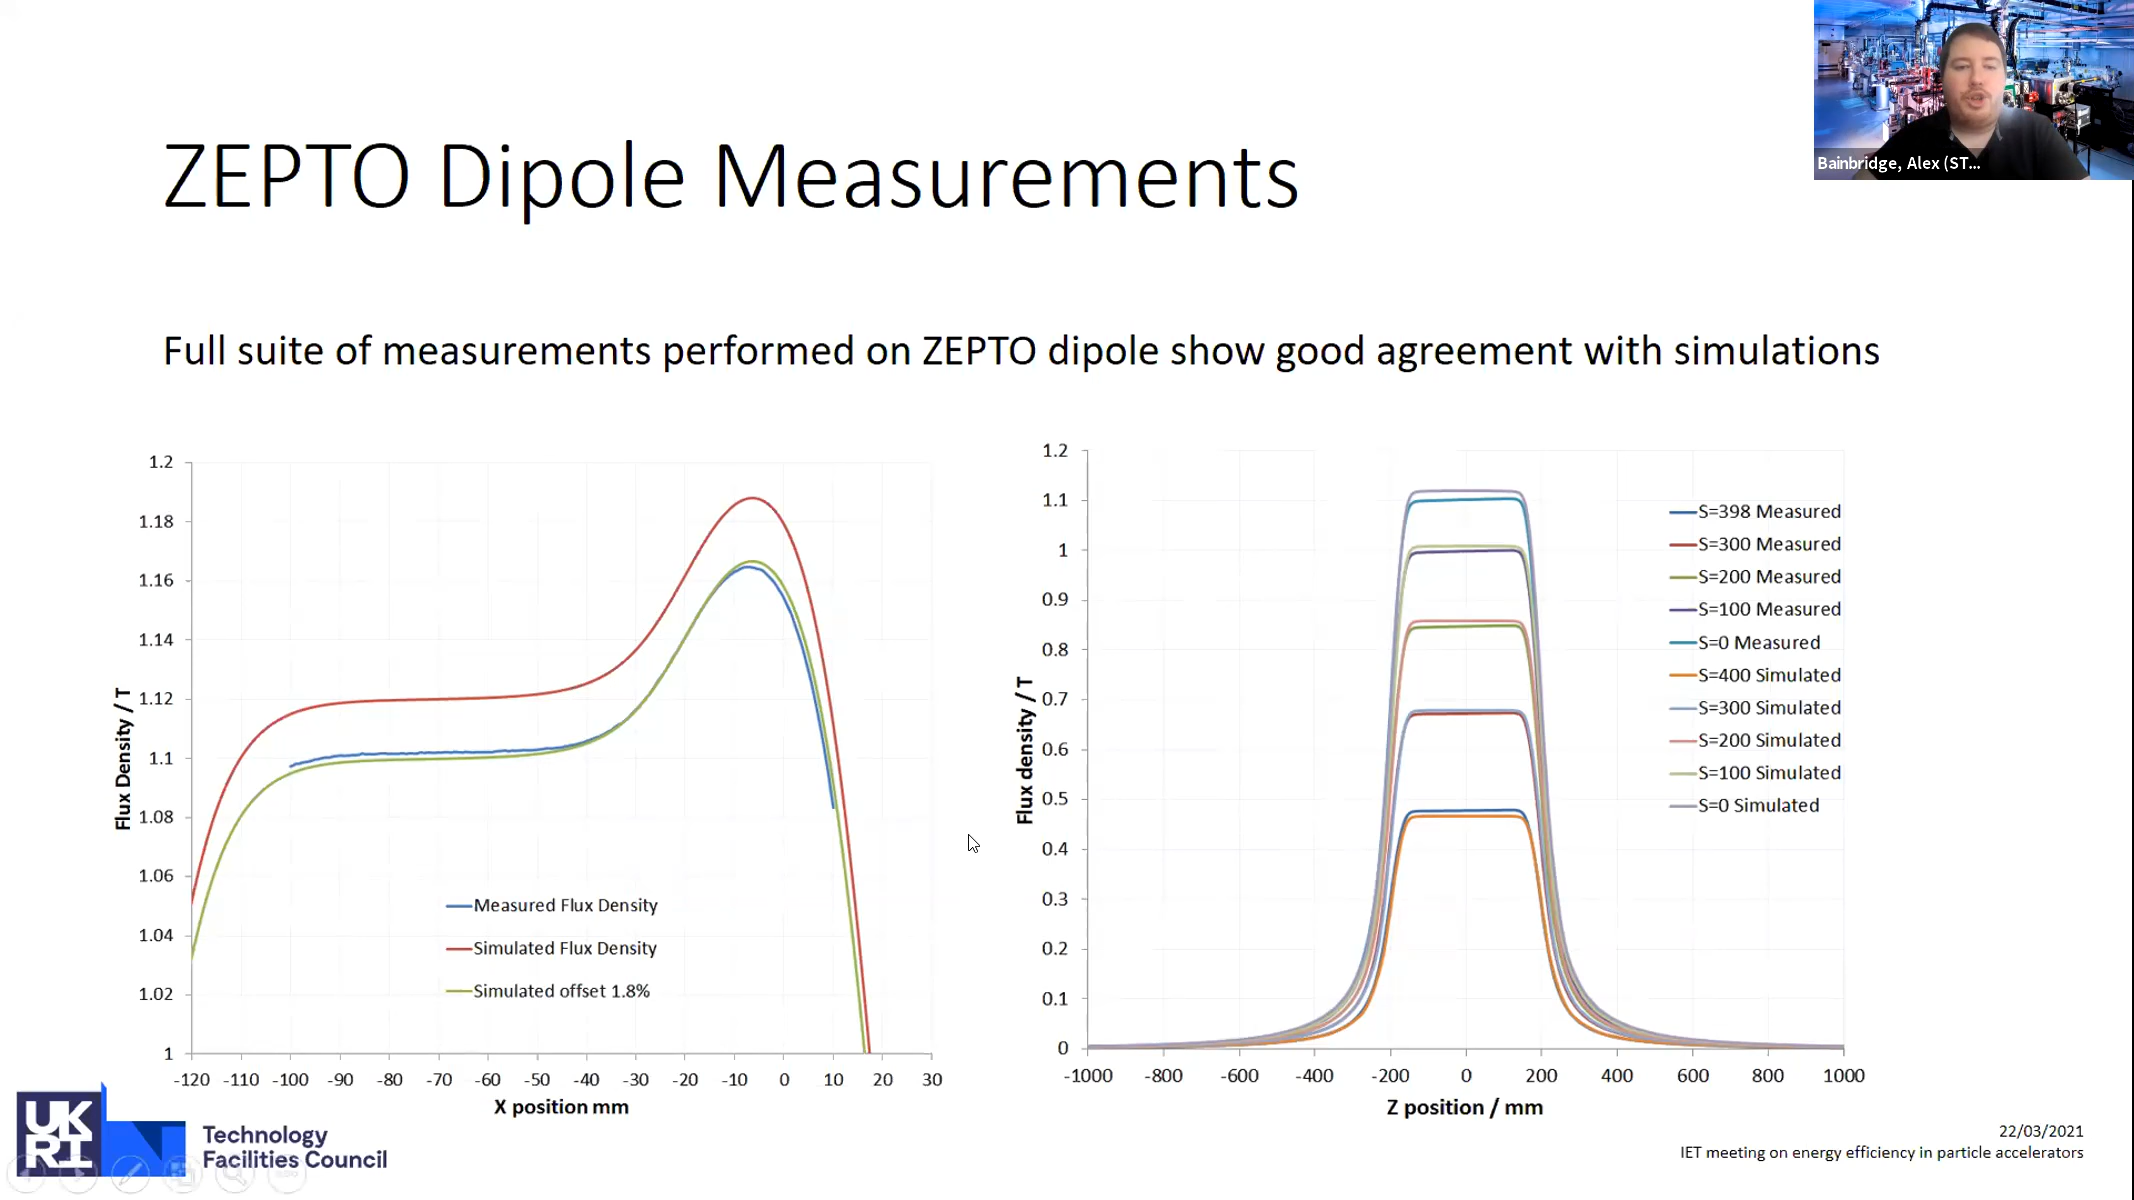 Bainbridge, Alex (ST...
ZEPTO Dipole Measurements
Full suite of measurements performed on ZEPTO dipole show good agreement with simulations
1.2
1.18
1.16
1.14
1.12
1.1
1.08
1.06
1.04
1.02
1
Flux Density / T
Measured Flux Density
Simulated Flux Density
Simulated offset 1.8%
-120 -110 -100 -90 -80 -70 -60 -50 -40 -30 -20 -10 0 10 20 30
X position mm
1.2
1.1
1
0.9
0.8
0.7
0.6
0.5
0.4
0.3
0.2
0.1
0
Flux density / T
S=398 Measured
S=300 Measured
S=200 Measured
S=100 Measured
S=0 Measured
S=400 Simulated
S=300 Simulated
S=200 Simulated
S=100 Simulated
S=0 Simulated
-1000 -800 -600 -400 -200 0 200 400 600 800 1000
Z position / mm
UK
RI
Technology
Facilities Council
22/03/2021
IET meeting on energy efficiency in particle accelerators